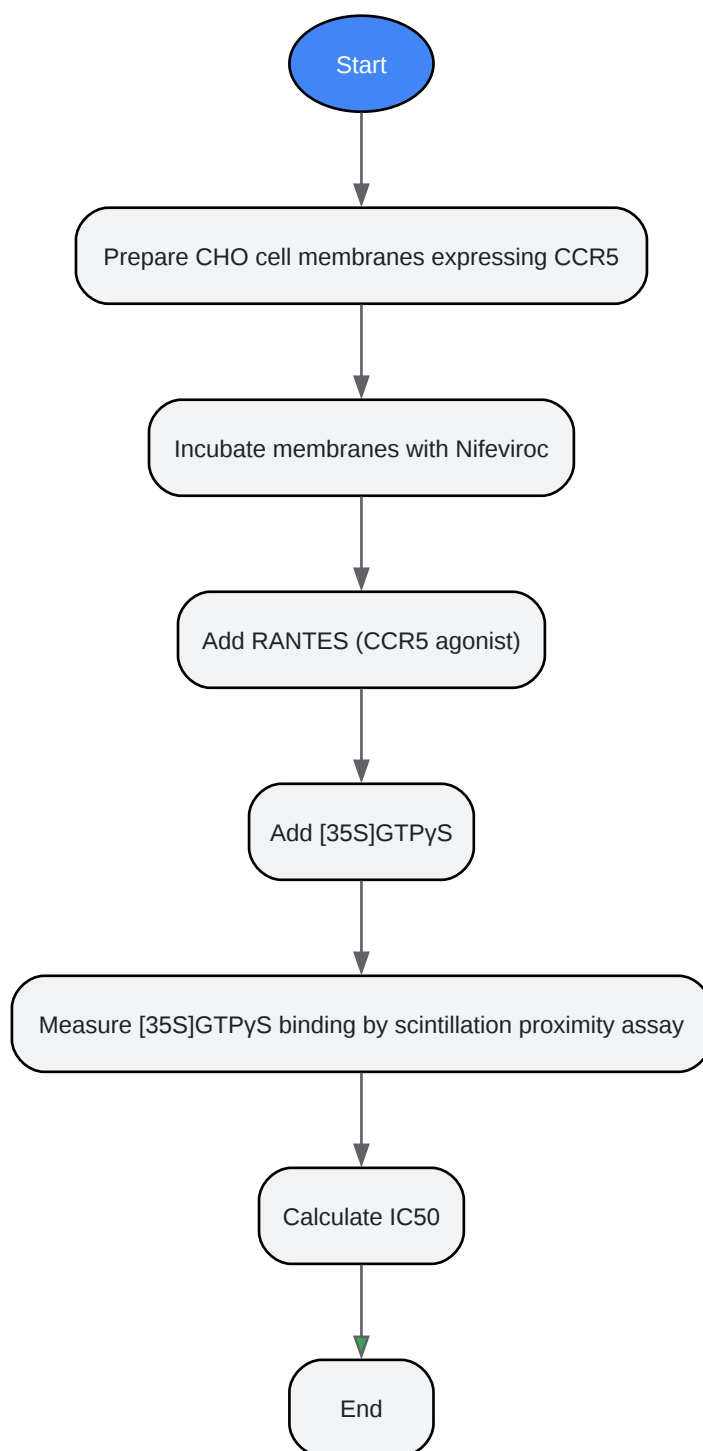 Start
Prepare CHO cell membranes expressing CCR5
Incubate membranes with Nifeviroc
Add RANTES (CCR5 agonist)
Add [35S]GTPγS
Measure [35S]GTPγS binding by scintillation proximity assay
Calculate IC50
End